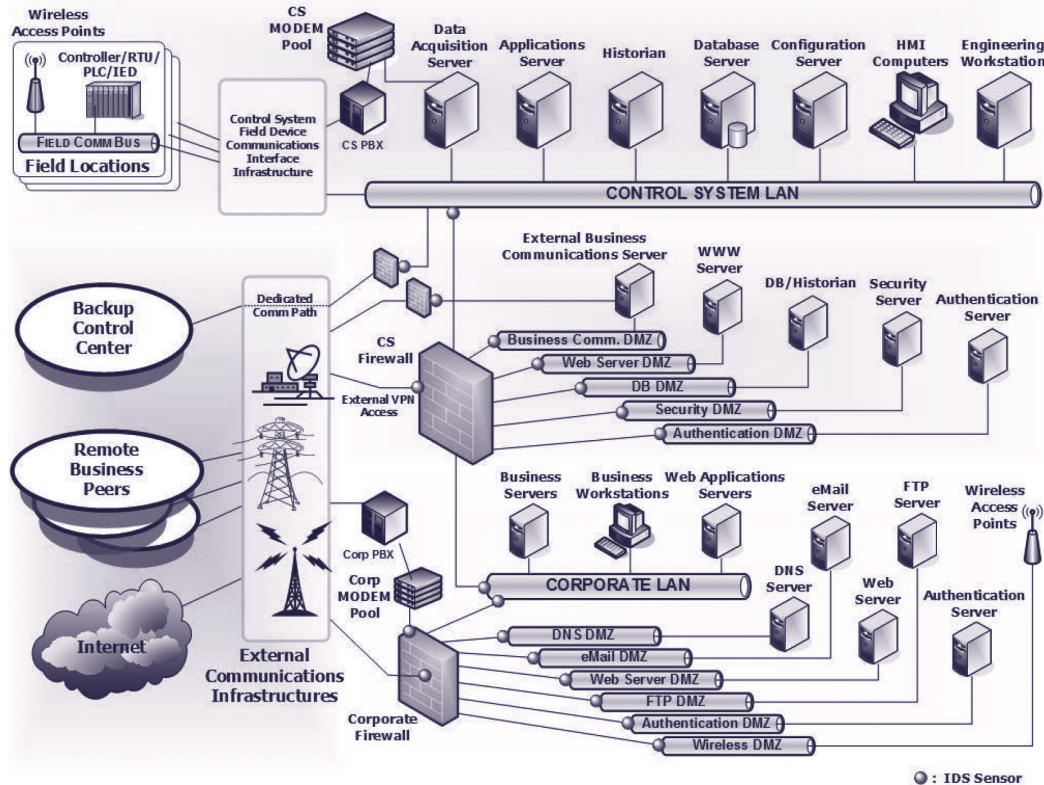 Wireless
Access Points
Controller/RTU/
PLC/IED
FIELD COMM BUS
Field Locations
Control System
Field Device
Communications
Interface
Infrastructure
CS
MODEM
Pool
CS PBX
Data
Acquisition
Server
Applications
Server
Historian
Database
Server
Configuration
Server
HMI
Computers
Engineering
Workstation
CONTROL SYSTEM LAN
Backup
Control
Center
Dedicated
Comm Path
External Business
Communications Server
WWW
Server
DB/Historian
Security
Server
Authentication
Server
CS
Firewall
External VPN
Access
Business Comm. DMZ
Web Server DMZ
DB DMZ
Security DMZ
Authentication DMZ
Remote
Business
Peers
Internet
External
Communications
Infrastructures
Corp PBX
Corp
MODEM
Pool
Business
Servers
Business
Workstations
Web Applications
Servers
eMail
Server
FTP
Server
Wireless
Access
Points
CORPORATE LAN
DNS
Server
Web
Server
Authentication
Server
Corporate
Firewall
DNS DMZ
eMail DMZ
Web Server DMZ
FTP DMZ
Authentication DMZ
Wireless DMZ
: IDS Sensor